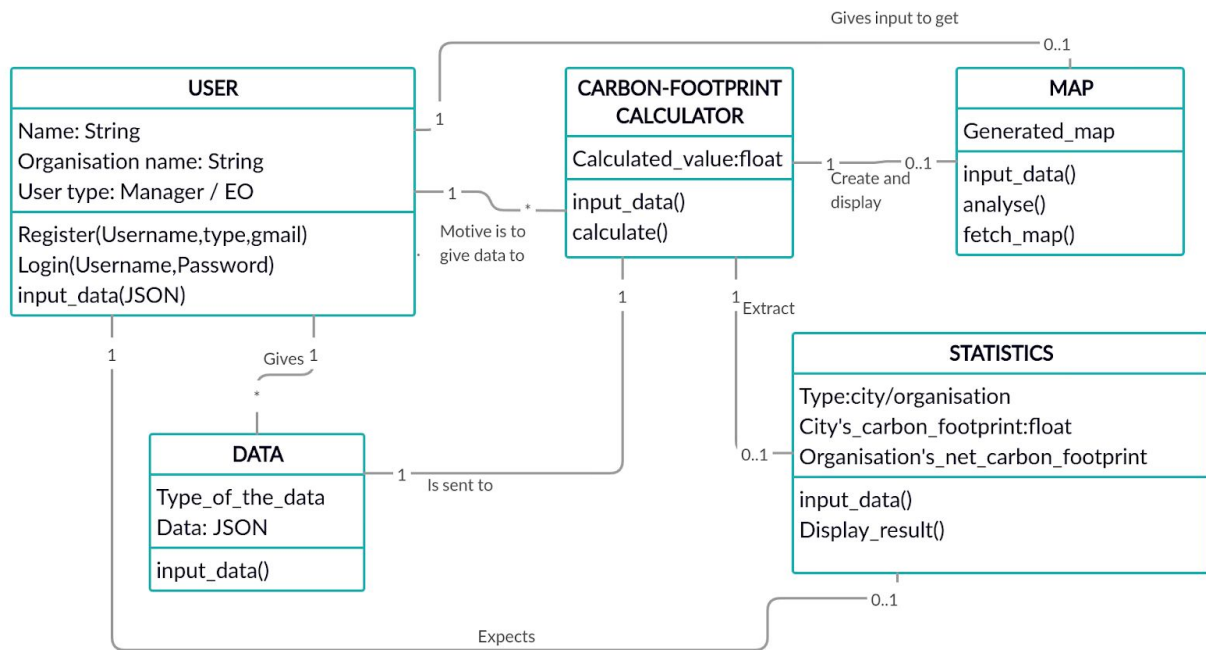 Gives input to get
0..1
1
USER
Name: String
Organisation name: String
User type: Manager / EO
Register(Username,type,gmail)
Login(Username,Password)
input_data(JSON)
CARBON-FOOTPRINT
CALCULATOR
Calculated_value:float
input_data()
calculate()
MAP
Generated_map
input_data()
analyse()
fetch_map()
1
*
Motive is to
give data to
1
0..1
Create and
display
1
1
Extract
0..1
1
Gives
1
*
STATISTICS
Type:city/organisation
City's_carbon_footprint:float
Organisation's_net_carbon_footprint
input_data()
Display_result()
DATA
Type_of_the_data
Data: JSON
input_data()
1
Is sent to
0..1
Expects